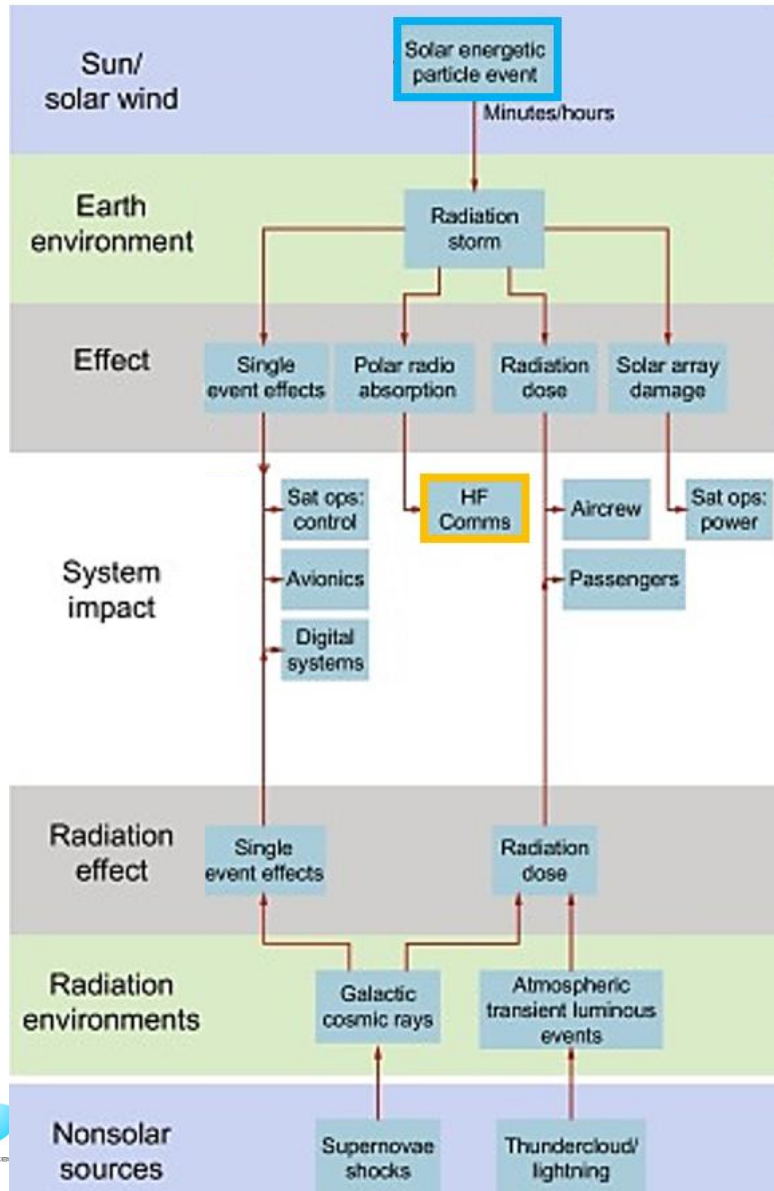 Sun/
solar wind
Solar energetic
particle event
Minutes/hours
Earth
environment
Radiation
storm
Effect
Single
event effects
Polar radio
absorption
Radiation
dose
Solar array
damage
System
impact
Sat ops:
control
HF
Comms
Aircrew
Sat ops:
power
Avionics
Passengers
Digital
systems
Radiation
effect
Single
event effects
Radiation
dose
Radiation
environments
Galactic
cosmic rays
Atmospheric
transient luminous
events
Nonsolar
sources
Supernovae
shocks
Thundercloud/
lightning